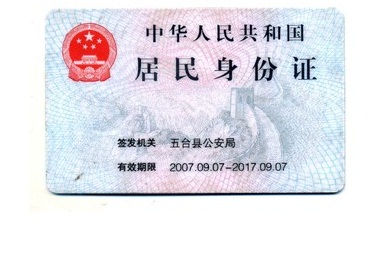 中华人民共和国
居民身份证
签发机关 五台县公安局
有效期限 2007.09.07-2017.09.07